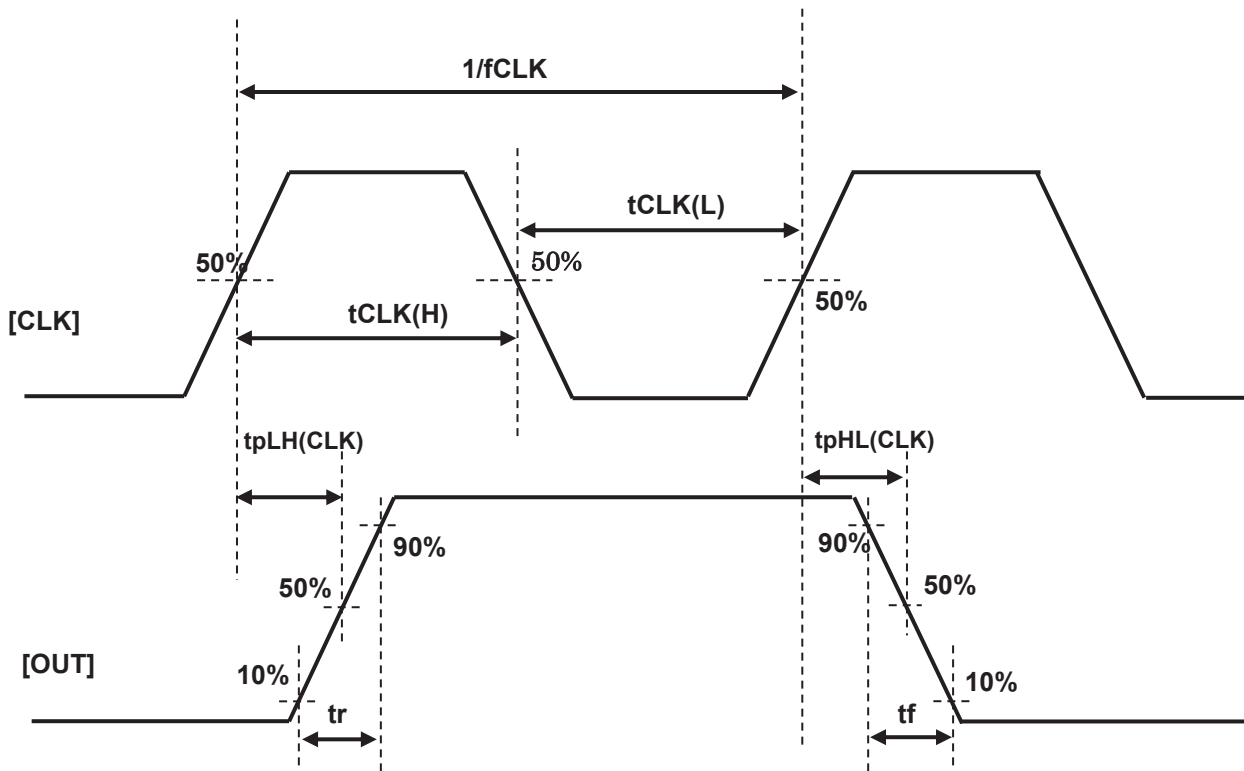 1/fCLK
tCLK(L)
50%
50%
50%
tCLK(H)
[CLK]
tpLH(CLK)
tpHL(CLK)
90%
90%
50%
50%
[OUT]
10%
10%
tr
tf